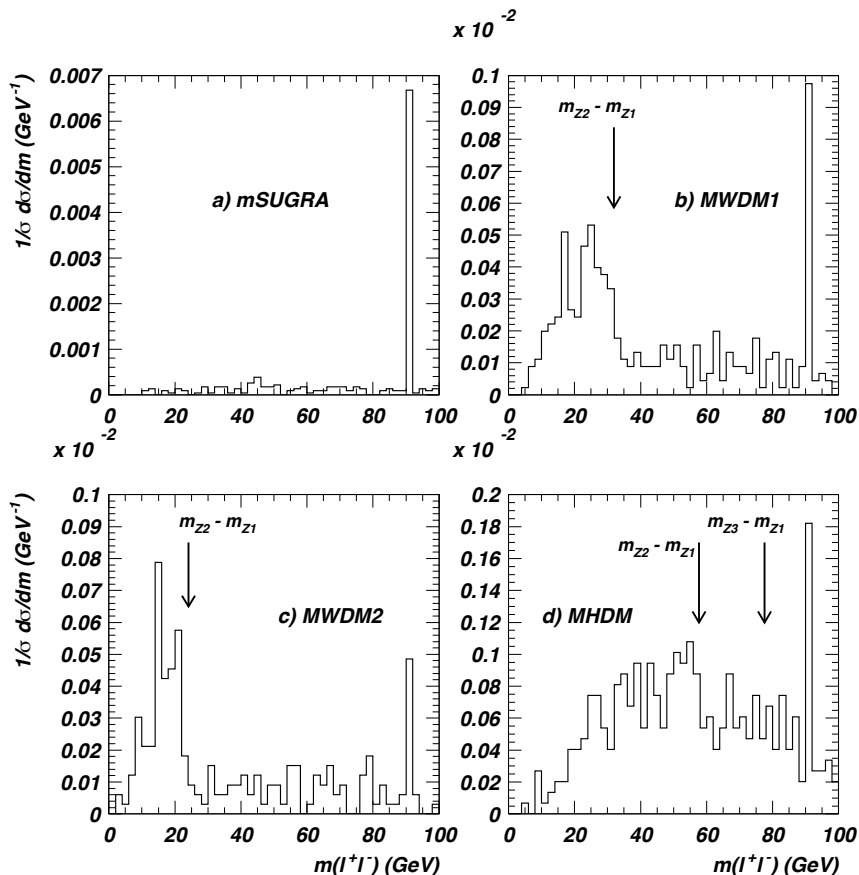 x 10⁻²
0.007
0.006
0.005
0.004
0.003
0.002
0.001
0
1/σ dσ/dm (GeV⁻¹)
a) mSUGRA
0 20 40 60 80 100
0.1
0.09
0.08
0.07
0.06
0.05
0.04
0.03
0.02
0.01
0
m_Z2 - m_Z1
b) MWDM1
0 20 40 60 80 100
x 10⁻²
x 10⁻²
0.1
0.09
0.08
0.07
0.06
0.05
0.04
0.03
0.02
0.01
0
1/σ dσ/dm (GeV⁻¹)
m_Z2 - m_Z1
c) MWDM2
0 20 40 60 80 100
m(l⁺l⁻) (GeV)
0.2
0.18
0.16
0.14
0.12
0.1
0.08
0.06
0.04
0.02
0
m_Z3 - m_Z1
m_Z2 - m_Z1
d) MHDM
0 20 40 60 80 100
m(l⁺l⁻) (GeV)